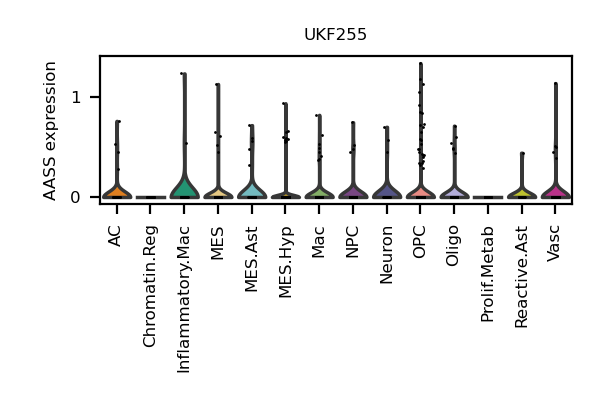 UKF255
AASS expression
1
0
AC
Chromatin.Reg
Inflammatory.Mac
MES
MES.Ast
MES.Hyp
Mac
NPC
Neuron
OPC
Oligo
Prolif.Metab
Reactive.Ast
Vasc